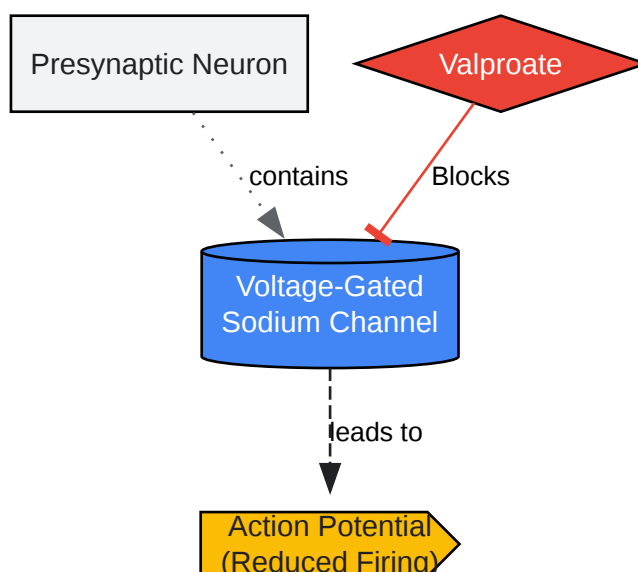 Presynaptic Neuron
Valproate
contains
Blocks
Voltage-Gated
Sodium Channel
leads to
Action Potential
(Reduced Firing)